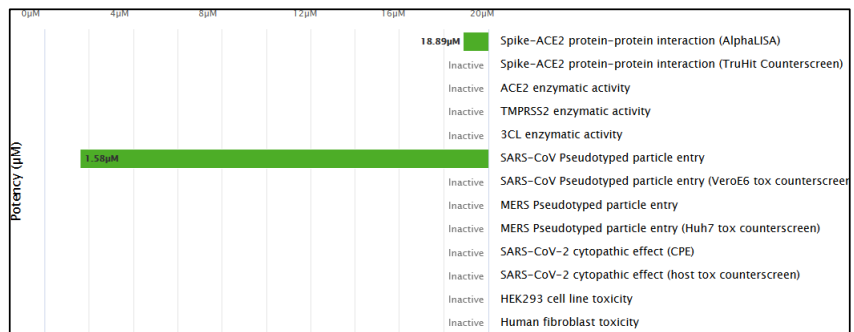 0µM 4µM 8µM 12µM 16µM 20µM
18.89µM Spike-ACE2 protein-protein interaction (AlphaLISA)
Inactive Spike-ACE2 protein-protein interaction (TruHit Counterscreen)
Inactive ACE2 enzymatic activity
Inactive TMPRSS2 enzymatic activity
Inactive 3CL enzymatic activity
1.58µM SARS-CoV Pseudotyped particle entry
Inactive SARS-CoV Pseudotyped particle entry (VeroE6 tox counterscreen
Inactive MERS Pseudotyped particle entry
Inactive MERS Pseudotyped particle entry (Huh7 tox counterscreen)
Inactive SARS-CoV-2 cytopathic effect (CPE)
Inactive SARS-CoV-2 cytopathic effect (host tox counterscreen)
Inactive HEK293 cell line toxicity
Inactive Human fibroblast toxicity
Potency (µM)